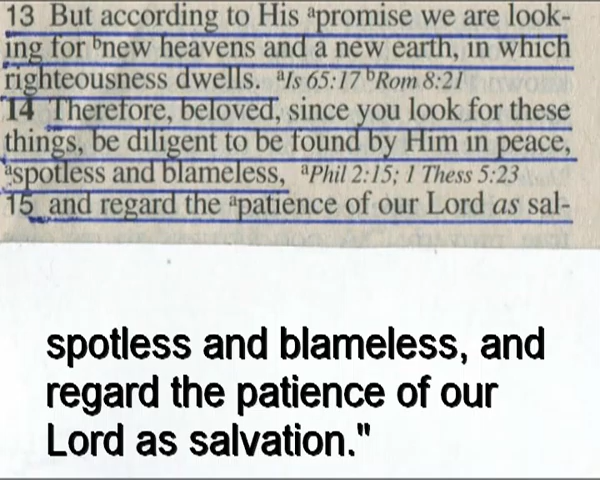 13 But according to His ᵃpromise we are look-
ing for ᵇnew heavens and a new earth, in which
righteousness dwells. ᵃIs 65:17 ᵇRom 8:21
14 Therefore, beloved, since you look for these
things, be diligent to be found by Him in peace,
ᵃspotless and blameless, ᵃPhil 2:15; 1 Thess 5:23
15 and regard the ᵃpatience of our Lord as sal-
spotless and blameless, and
regard the patience of our
Lord as salvation."